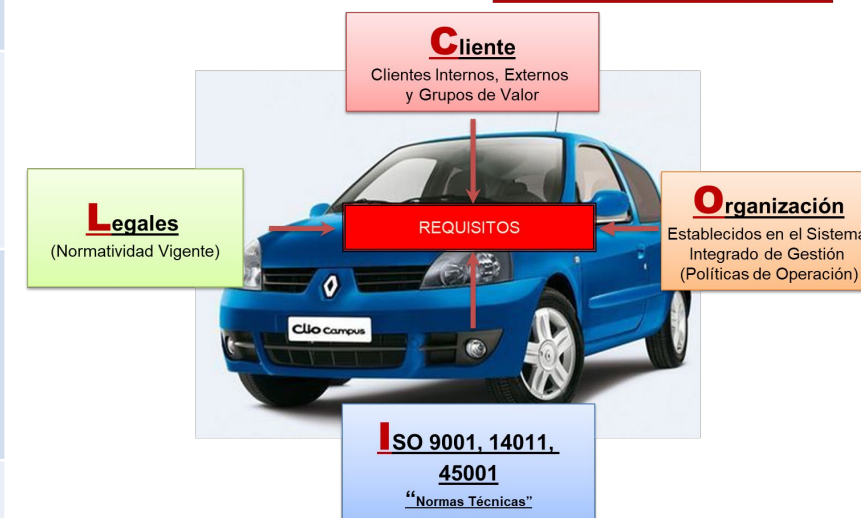 Cliente
Clientes Internos, Externos
y Grupos de Valor
Legales
(Normatividad Vigente)
REQUISITOS
Organización
Establecidos en el Sistema
Integrado de Gestión
(Políticas de Operación)
Clio Campus
ISO 9001, 14011,
45001
“Normas Técnicas”